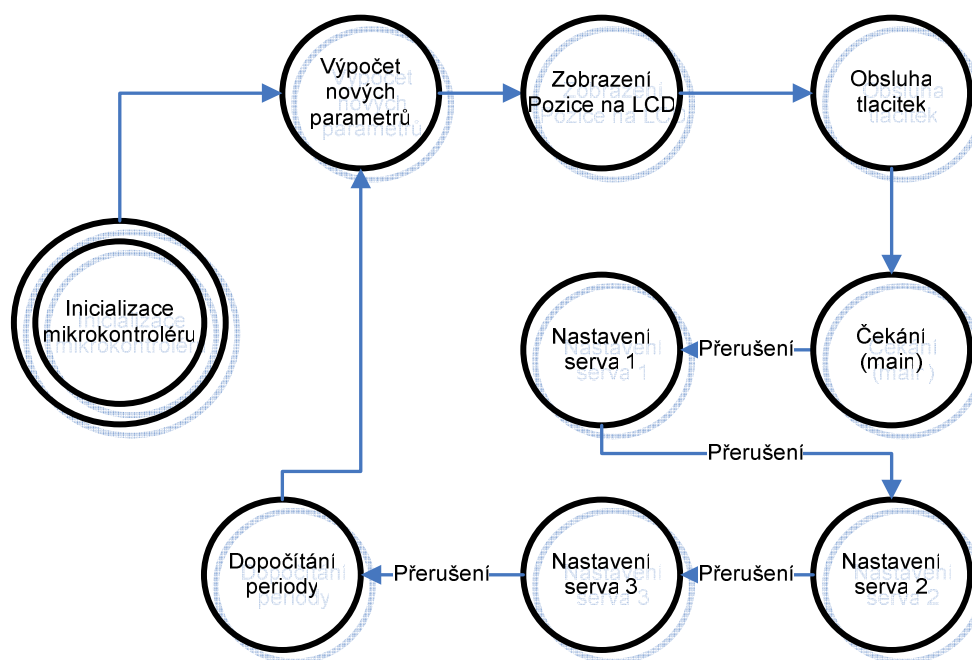 Výpočet
nových
parametrů
Zobrazení
Pozice na LCD
Obsluha
tlacitek
Inicializace
mikrokontroléru
Nastavení
serva 1
Přerušení
Čekání
(main)
Přerušení
Dopočítání
periody
Přerušení
Nastavení
serva 3
Přerušení
Nastavení
serva 2